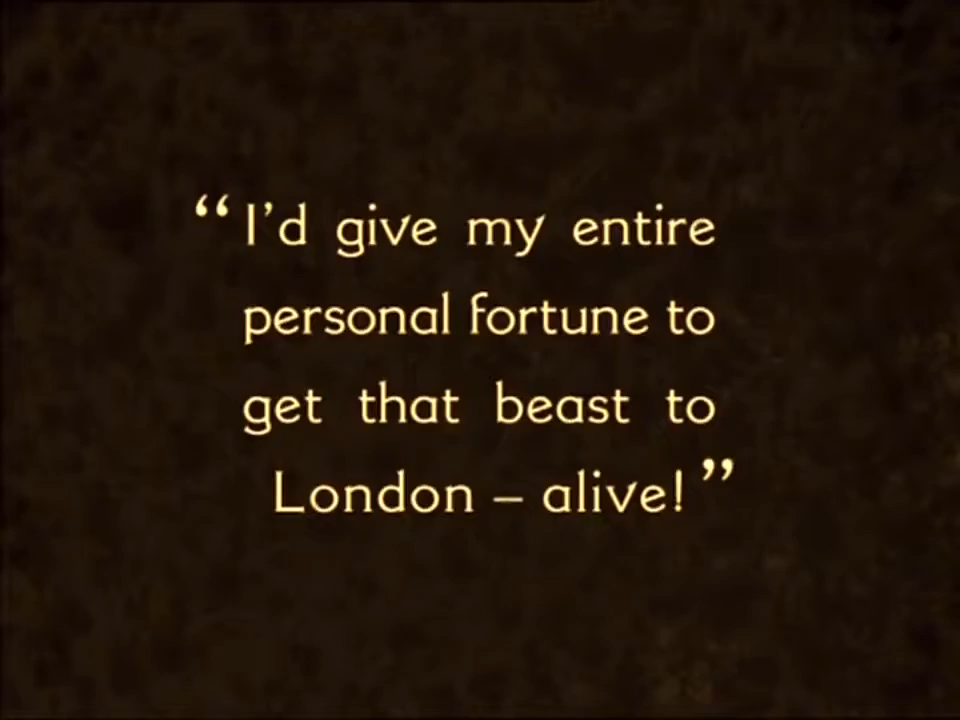 “I’d give my entire
personal fortune to
get that beast to
London – alive!”